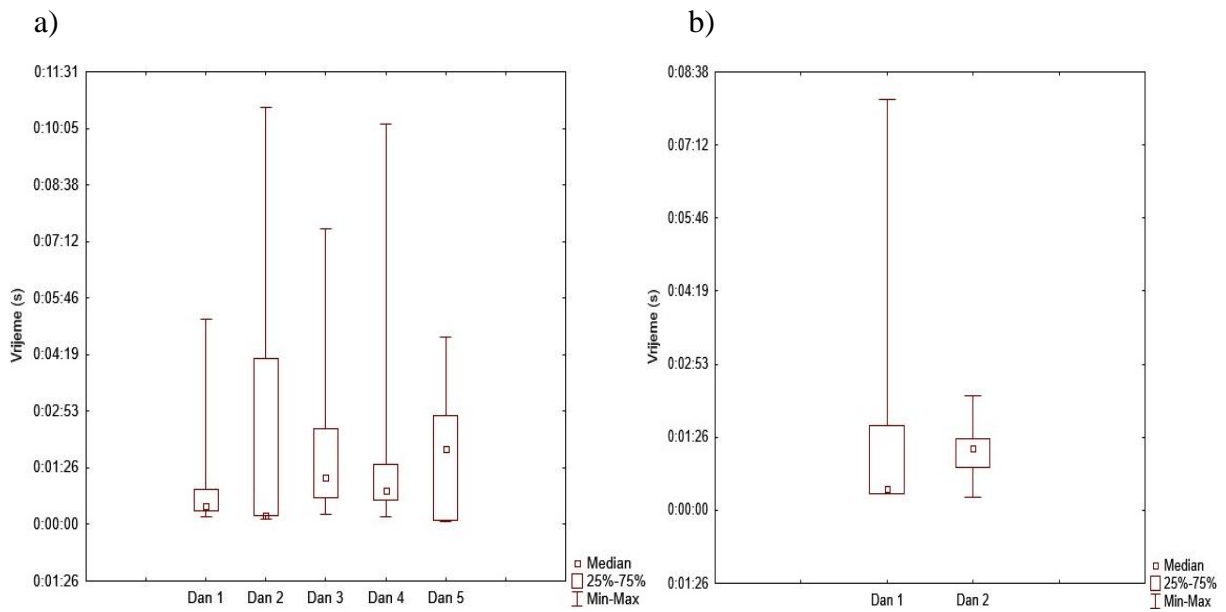 a)
0:11:31
0:10:05
0:08:38
0:07:12
0:05:46
0:04:19
0:02:53
0:01:26
0:00:00
0:01:26
Vrijeme (s)
Dan 1 Dan 2 Dan 3 Dan 4 Dan 5
Median
25%-75%
Min-Max
b)
0:08:38
0:07:12
0:05:46
0:04:19
0:02:53
0:01:26
0:00:00
0:01:26
Vrijeme (s)
Dan 1 Dan 2
Median
25%-75%
Min-Max